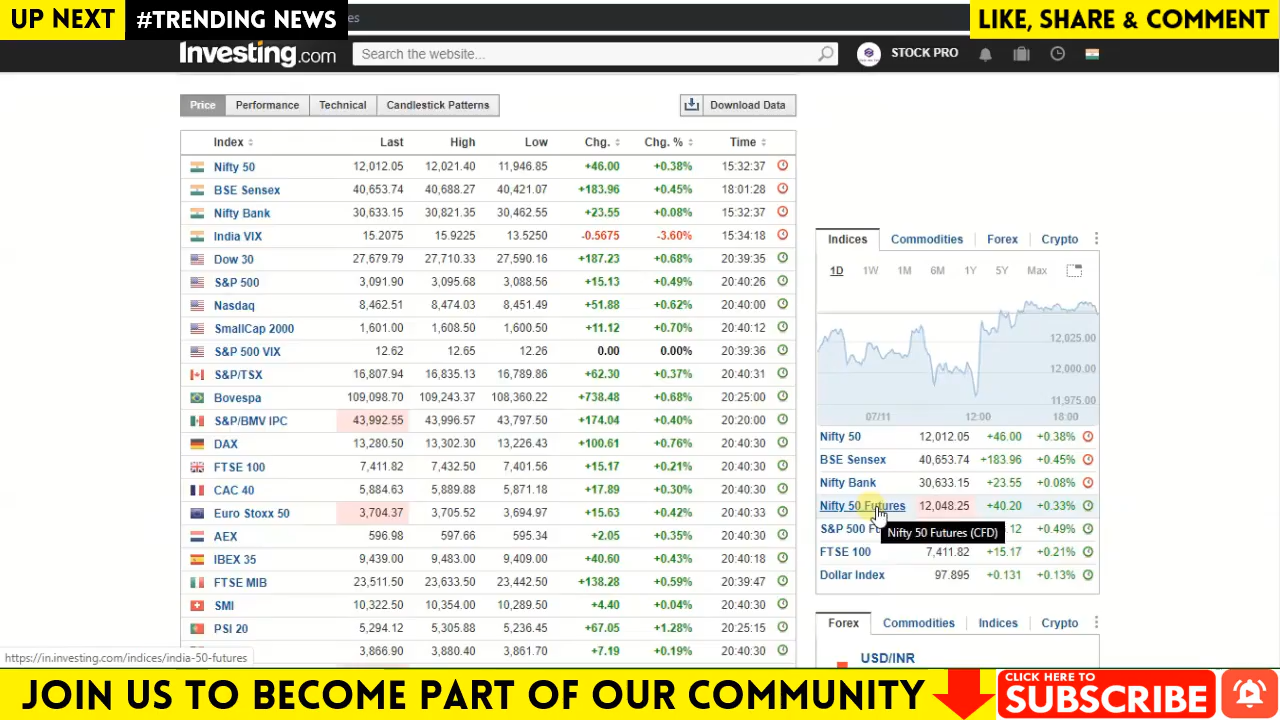 UP NEXT #TRENDING NEWS es LIKE, SHARE & COMMENT
Investing.com Search the website... STOCK PRO
Price Performance Technical Candlestick Patterns Download Data
Index Last High Low Chg. Chg. % Time
Nifty 50 12,012.05 12,021.40 11,946.85 +46.00 +0.38% 15:32:37
BSE Sensex 40,653.74 40,688.27 40,421.07 +183.96 +0.45% 18:01:28
Nifty Bank 30,633.15 30,821.35 30,462.55 +23.55 +0.08% 15:32:37
India VIX 15.2075 15.9225 13.5250 -0.5675 -3.60% 15:34:18
Dow 30 27,679.79 27,710.33 27,579.92 +187.23 +0.68% 20:39:35
S&P 500 3,091.90 3,095.68 3,088.56 +15.13 +0.49% 20:40:26
Nasdaq 8,462.51 8,474.03 8,451.49 +51.88 +0.62% 20:40:00
SmallCap 2000 1,601.00 1,608.50 1,600.50 +11.12 +0.70% 20:40:12
S&P 500 VIX 12.62 12.65 12.26 0.00 0.00% 20:39:36
S&P/TSX 16,807.94 16,835.13 16,789.86 +62.30 +0.37% 20:40:31
Bovespa 109,098.70 109,243.37 108,360.22 +738.48 +0.68% 20:25:00
S&P/BMV IPC 43,992.55 43,996.57 43,797.50 +174.04 +0.40% 20:20:00
DAX 13,280.50 13,302.30 13,226.43 +100.61 +0.76% 20:40:30
FTSE 100 7,411.82 7,432.50 7,401.56 +15.17 +0.21% 20:40:30
CAC 40 5,884.63 5,889.88 5,871.18 +17.89 +0.30% 20:40:30
Euro Stoxx 50 3,704.37 3,705.52 3,694.97 +15.63 +0.42% 20:40:33
AEX 596.98 597.66 595.34 +2.05 +0.35% 20:40:30
IBEX 35 9,439.00 9,483.00 9,409.00 +40.60 +0.43% 20:40:30
FTSE MIB 23,511.50 23,633.50 23,442.50 +138.28 +0.59% 20:39:47
SMI 10,322.50 10,354.00 10,289.50 +4.40 +0.04% 20:40:30
PSI 20 5,294.12 5,305.88 5,236.45 +67.05 +1.28% 20:25:15
3,866.90 3,880.40 3,861.70 +7.19 +0.19% 20:40:30
Indices Commodities Forex Crypto
1D 1W 1M 6M 1Y 5Y Max
12,025.00
12,000.00
11,975.00
07/11 12:00 18:00
Nifty 50 12,012.05 +46.00 +0.38%
BSE Sensex 40,653.74 +183.96 +0.45%
Nifty Bank 30,633.15 +23.55 +0.08%
Nifty 50 Futures 12,048.25 +40.20 +0.33%
S&P 500 Fu .12 +0.49%
Nifty 50 Futures (CFD)
FTSE 100 7,411.82 +15.17 +0.21%
Dollar Index 97.895 +0.131 +0.13%
Forex Commodities Indices Crypto
USD/INR
https://in.investing.com/indices/india-50-futures
JOIN US TO BECOME PART OF OUR COMMUNITY CLICK HERE TO
SUBSCRIBE